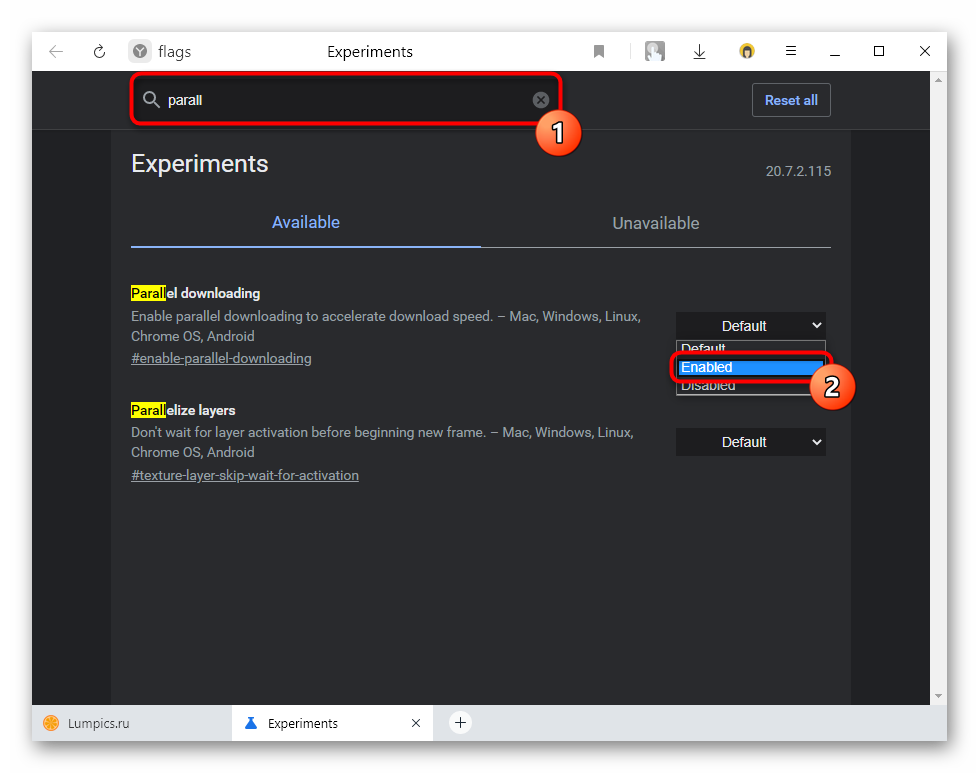 flags
Experiments
parall
Reset all
1
Experiments
20.7.2.115
Available
Unavailable
Parallel downloading
Enable parallel downloading to accelerate download speed. – Mac, Windows, Linux,
Chrome OS, Android
#enable-parallel-downloading
Default
Default
Enabled
Disabled
2
Parallelize layers
Don't wait for layer activation before beginning new frame. – Mac, Windows, Linux,
Chrome OS, Android
#texture-layer-skip-wait-for-activation
Default
Lumpics.ru
Experiments